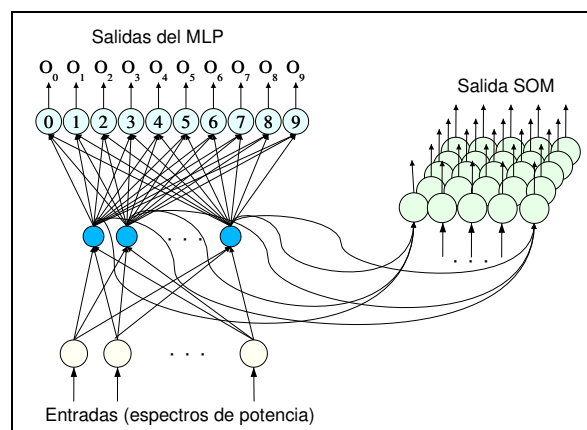 Salidas del MLP
O0 O1 O2 O3 O4 O5 O6 O7 O8 O9
Salida SOM
0 1 2 3 4 5 6 7 8 9
. . .
. . .
. . .
Entradas (espectros de potencia)